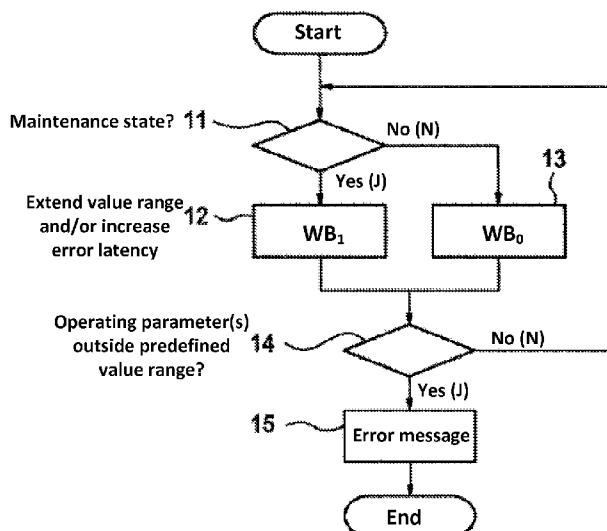 Start
Maintenance state? 11
No (N)
Yes (J)
13
Extend value range
and/or increase
error latency
12
WB₁
WB₀
Operating parameter(s)
outside predefined
value range?
14
No (N)
Yes (J)
15
Error message
End